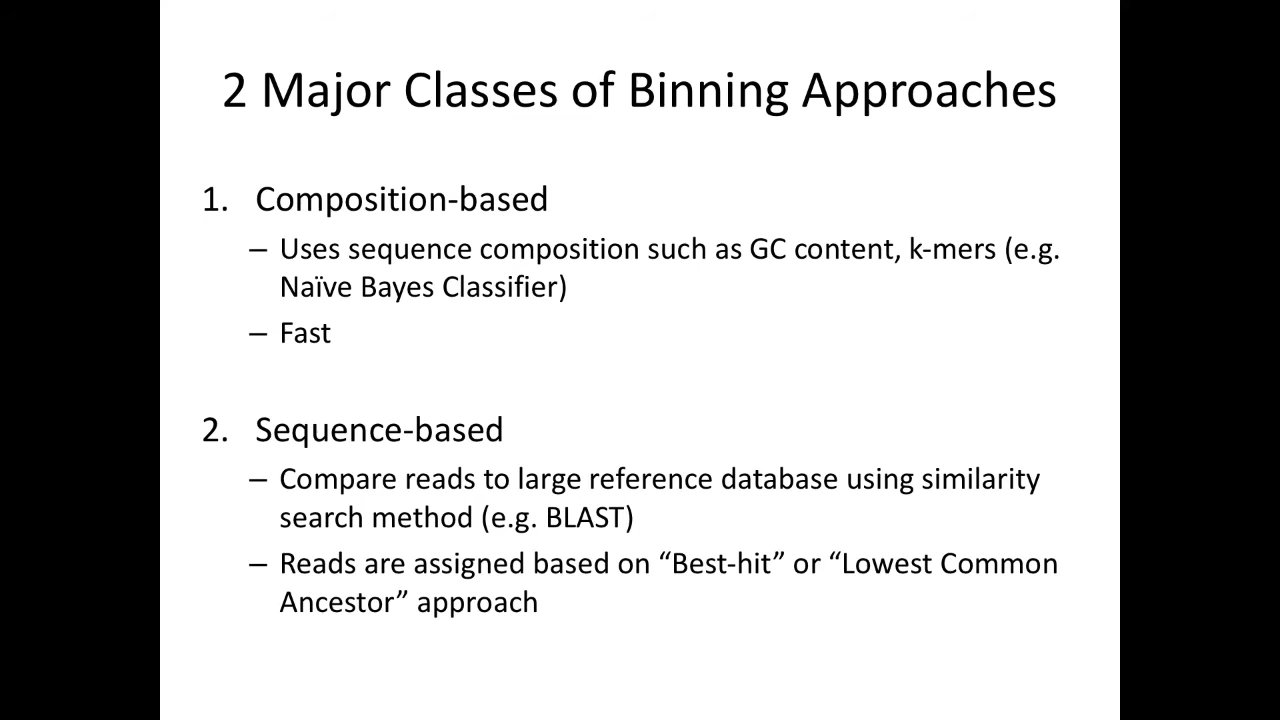 2 Major Classes of Binning Approaches
1. Composition-based
– Uses sequence composition such as GC content, k-mers (e.g.
Naïve Bayes Classifier)
– Fast
2. Sequence-based
– Compare reads to large reference database using similarity
search method (e.g. BLAST)
– Reads are assigned based on “Best-hit” or “Lowest Common
Ancestor” approach